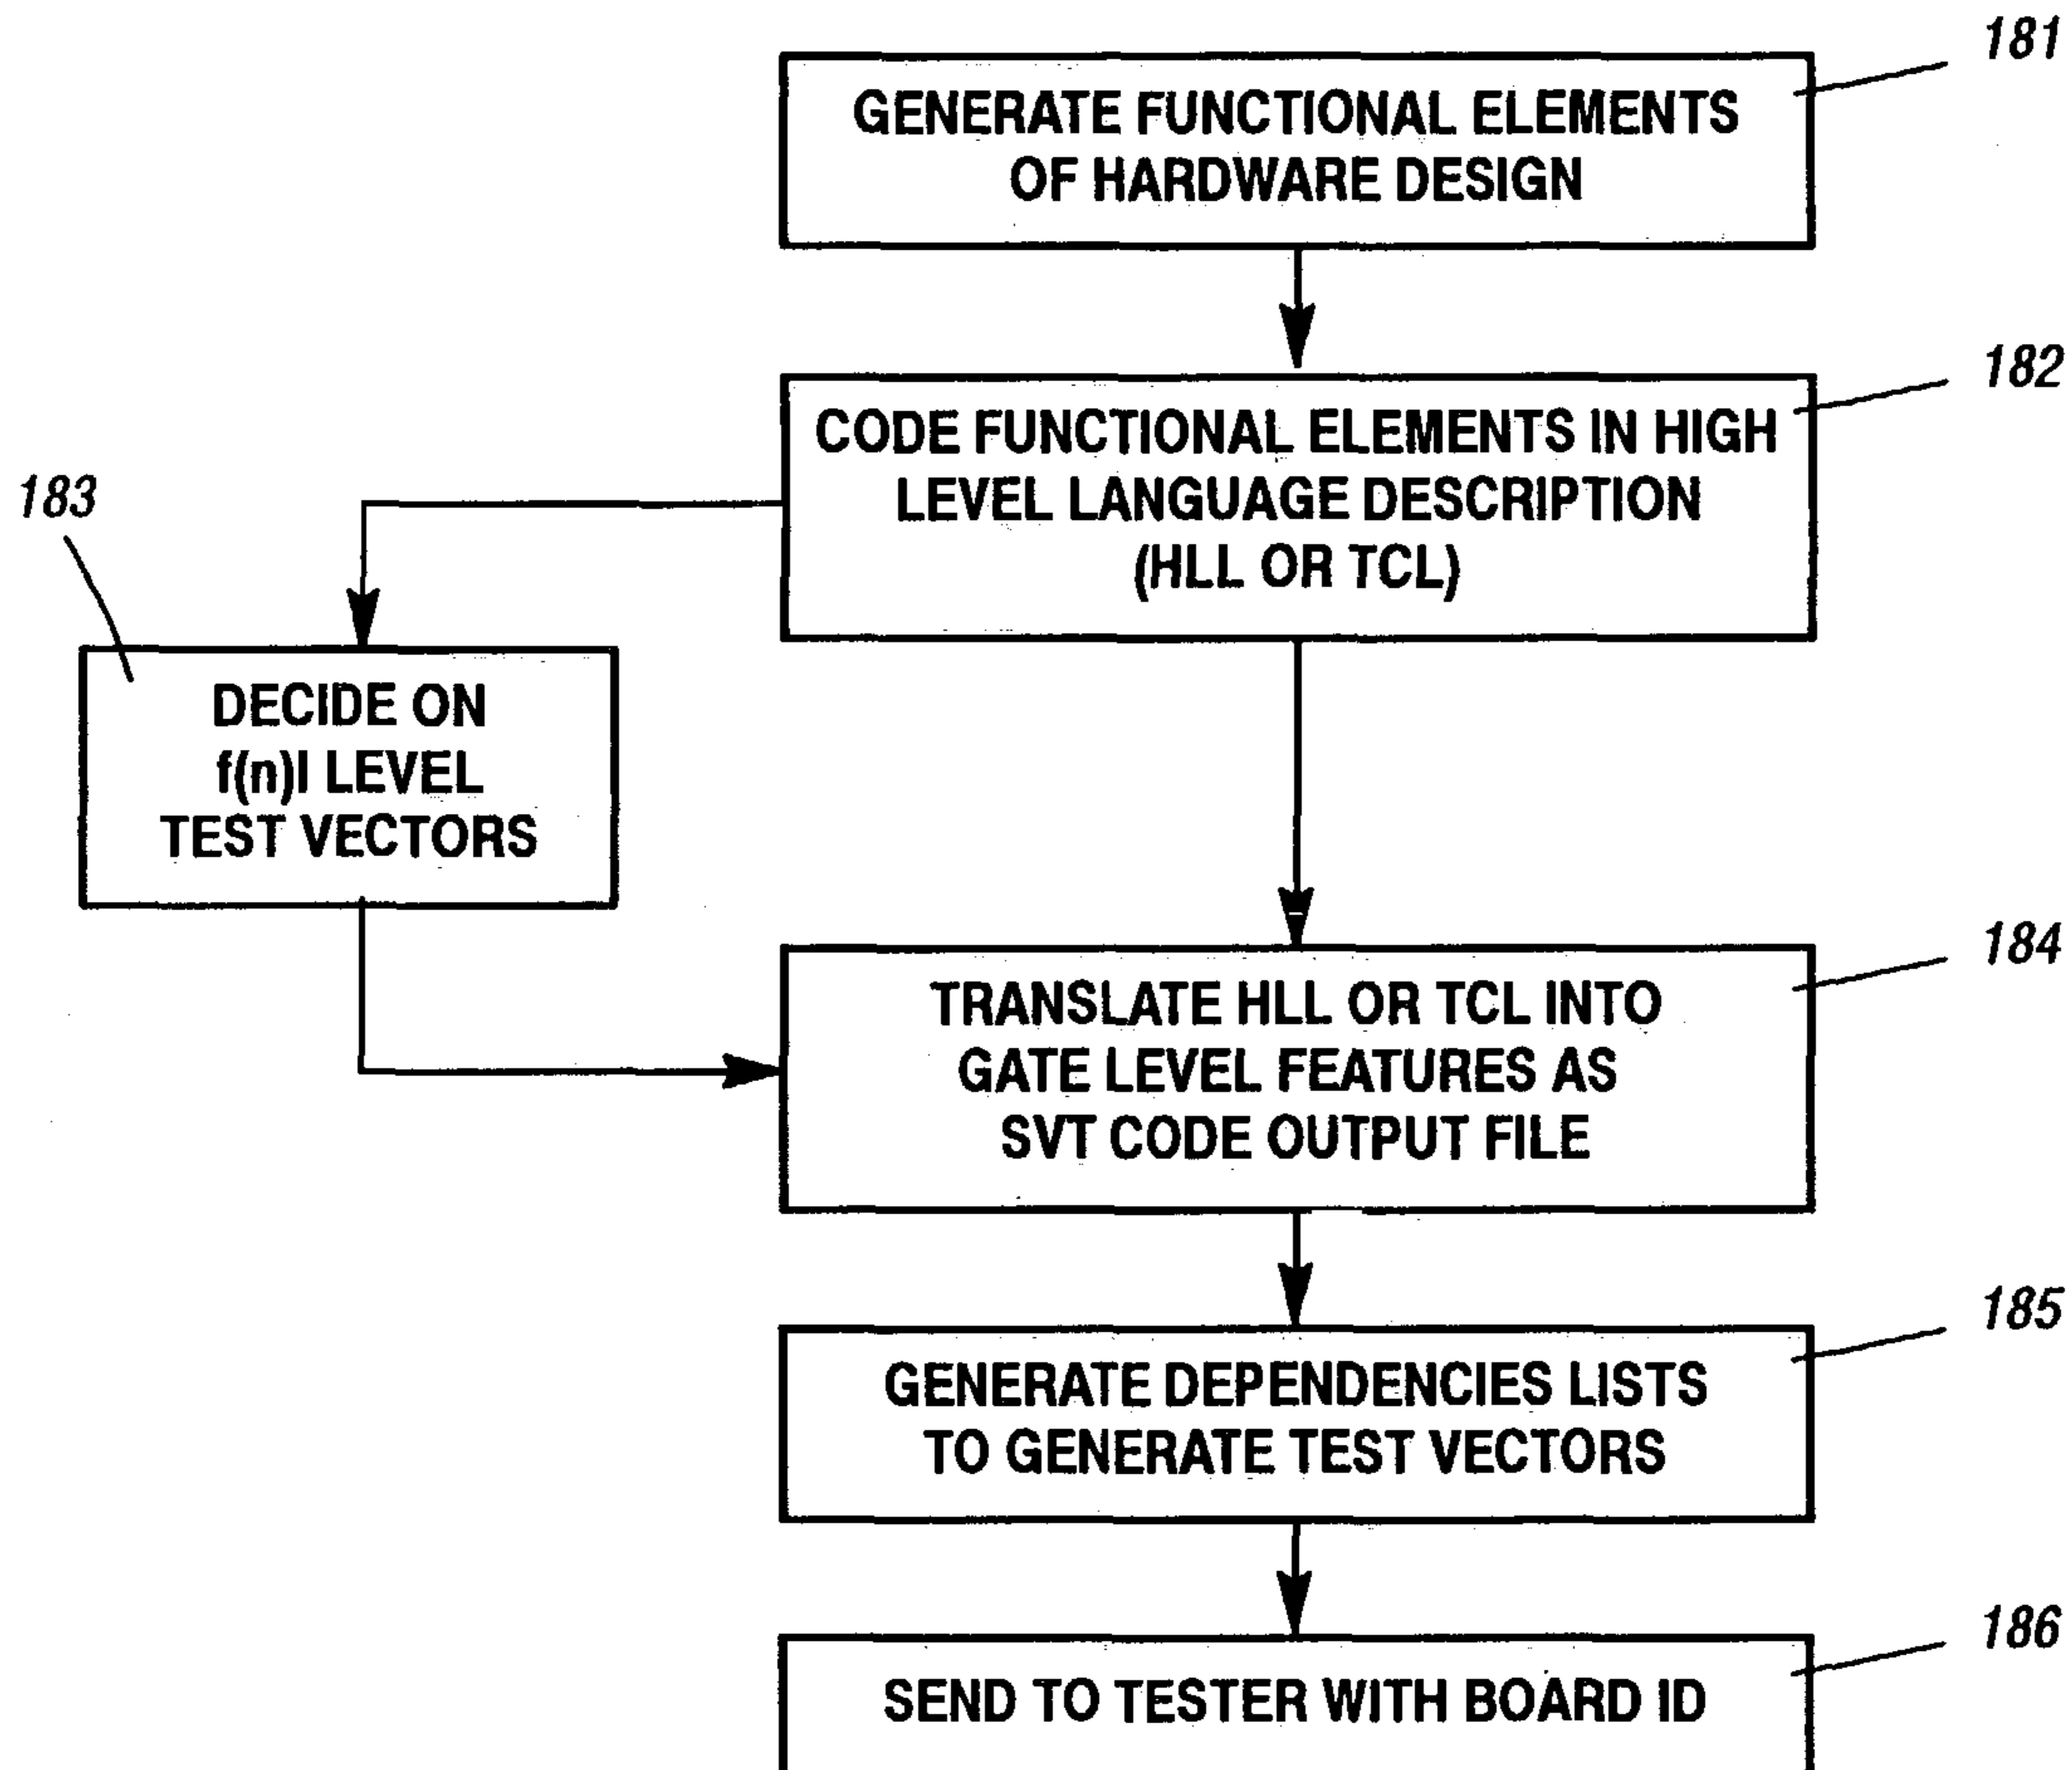 181
GENERATE FUNCTIONAL ELEMENTS
OF HARDWARE DESIGN
182
CODE FUNCTIONAL ELEMENTS IN HIGH
LEVEL LANGUAGE DESCRIPTION
(HLL OR TCL)
183
DECIDE ON
f(n)l LEVEL
TEST VECTORS
184
TRANSLATE HLL OR TCL INTO
GATE LEVEL FEATURES AS
SVT CODE OUTPUT FILE
185
GENERATE DEPENDENCIES LISTS
TO GENERATE TEST VECTORS
186
SEND TO TESTER WITH BOARD ID